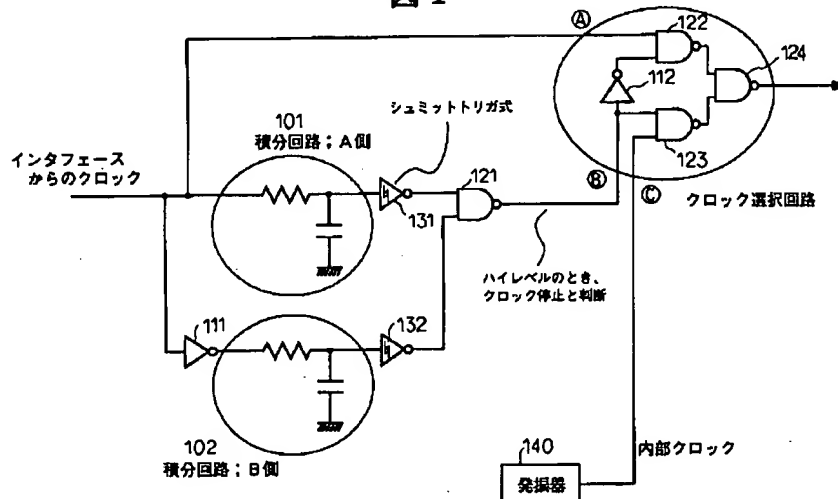 図1
Ⓐ
122
124
112
123
シュミットトリガ式
101
積分回路；A側
インタフェース
からのクロック
131
121
Ⓑ
Ⓒ
クロック選択回路
ハイレベルのとき、
クロック停止と判断
111
132
102
積分回路；B側
140
内部クロック
発振器